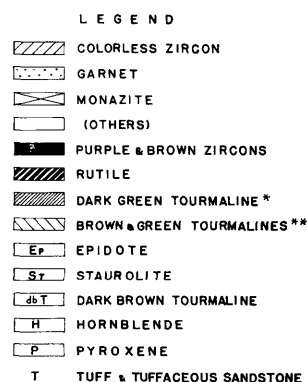 LEGEND
COLORLESS ZIRCON
GARNET
MONAZITE
(OTHERS)
PURPLE & BROWN ZIRCONS
RUTILE
DARK GREEN TOURMALINE *
BROWN & GREEN TOURMALINES **
Ep EPIDOTE
ST STAUROLITE
dbT DARK BROWN TOURMALINE
H HORNBLENDE
P PYROXENE
T TUFF & TUFFACEOUS SANDSTONE